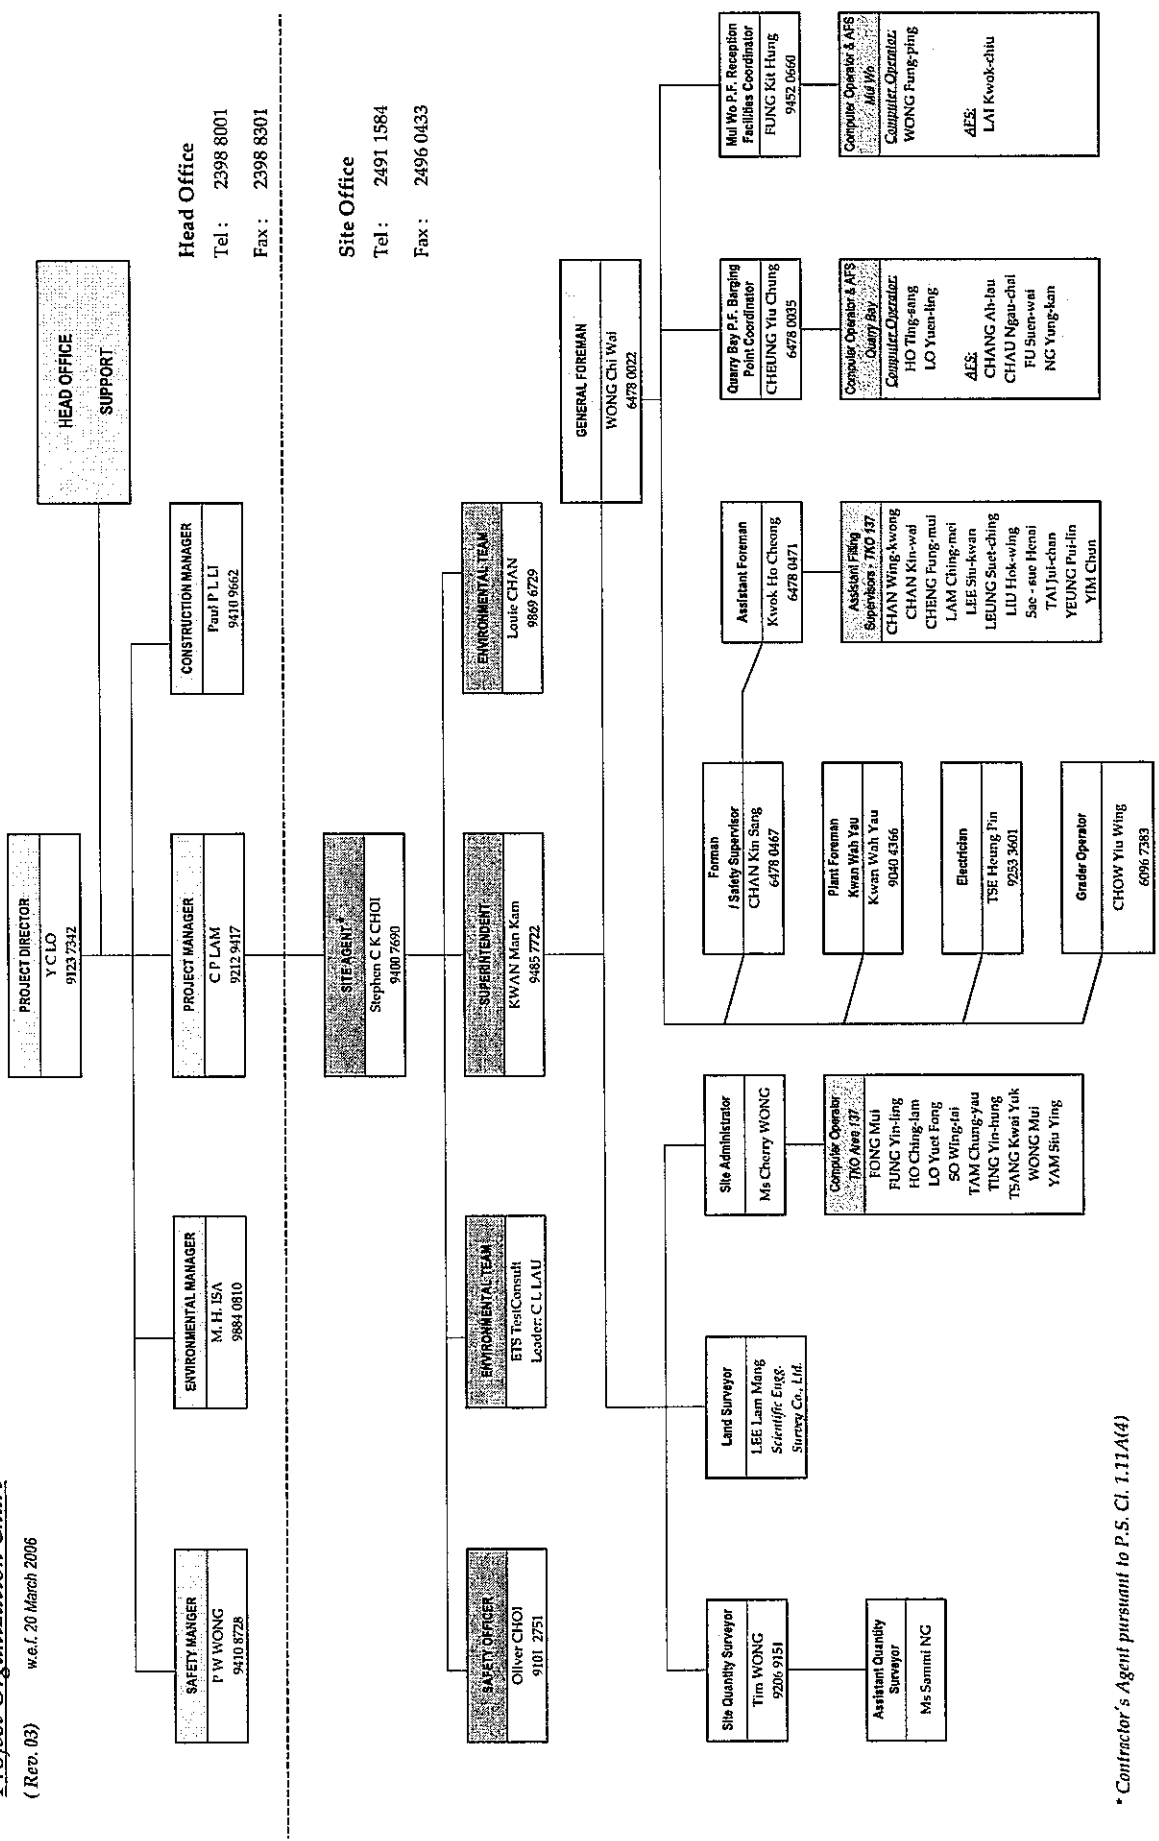 Project Organization Chart
( Rev. 03) w.e.f. 20 March 2006
PROJECT DIRECTOR
Y C LO
9123 7342
HEAD OFFICE
SUPPORT
SAFETY MANGER
P W WONG
9410 8728
ENVIRONMENTAL MANAGER
M. H. ISA
9884 0810
PROJECT MANAGER
C P LAM
9212 9417
CONSTRUCTION MANAGER
Paul P L LI
9410 9662
Head Office
Tel : 2398 8001
Fax : 2398 8301
SITE AGENT *
Stephen C K CHOI
9400 7690
Site Office
Tel : 2491 1584
Fax : 2496 0433
SAFETY OFFICER
Oliver CHOI
9101 2751
ENVIRONMENTAL TEAM
ETS TestConsult
Leader: C L LAU
SUPERINTENDENT
KWAN Man Kam
9485 7722
ENVIRONMENTAL TEAM
Louie CHAN
9869 6729
GENERAL FOREMAN
WONG Chi Wai
6478 0022
Site Quantity Surveyor
Tim WONG
9206 9151
Assistant Quantity
Surveyor
Ms Sammi NG
Land Surveyor
LEE Lam Mang
Scientific Engg.
Survey Co., Ltd.
Site Administrator
Ms Cherry WONG
Computer Operator
TKO Area 137
FONG Mui
FUNG Yin-ling
HO Ching-lam
LO Yuet Fong
SO Wing-fai
TAM Chung-yau
TING Yin-hung
TSANG Kwai Yuk
WONG Mui
YAM Siu Ying
Forman
/ Safety Supervisor
CHAN Kin Sang
6478 0467
Plant Foreman
Kwan Wah Yau
Kwan Wah Yau
9040 4366
Electrician
TSE Heung Pin
9253 3601
Grader Operator
CHOW Yiu Wing
6096 7383
Assistant Foreman
Kwok Ho Cheong
6478 0471
Assistant Filling
Supervisors - TKO 137
CHAN Wing-kwong
CHAN Kin-wai
CHENG Fung-mui
LAM Ching-mei
LEE Siu-kwan
LEUNG Suet-ching
LIU Hok-wing
Sae - sue Henai
TAI Jui-chan
YEUNG Pui-lin
YIM Chun
Quarry Bay P.F. Barging
Point Coordinator
CHEUNG Yiu Chung
6478 0035
Computer Operator & AFS
Quarry Bay
Computer Operator:
HO Ting-sang
LO Yuen-ling
AFS:
CHANG Ah-lau
CHAU Ngau-chai
FU Suen-wai
NG Yung-kan
Mui Wo P.F. Reception
Facilities Coordinator
FUNG Kit Hung
9452 0660
Computer Operator & AFS
Mui Wo
Computer Operator:
WONG Fung-ping
AFS:
LAI Kwok-chiu
* Contractor's Agent pursuant to P.S. Cl. 1.11A(4)